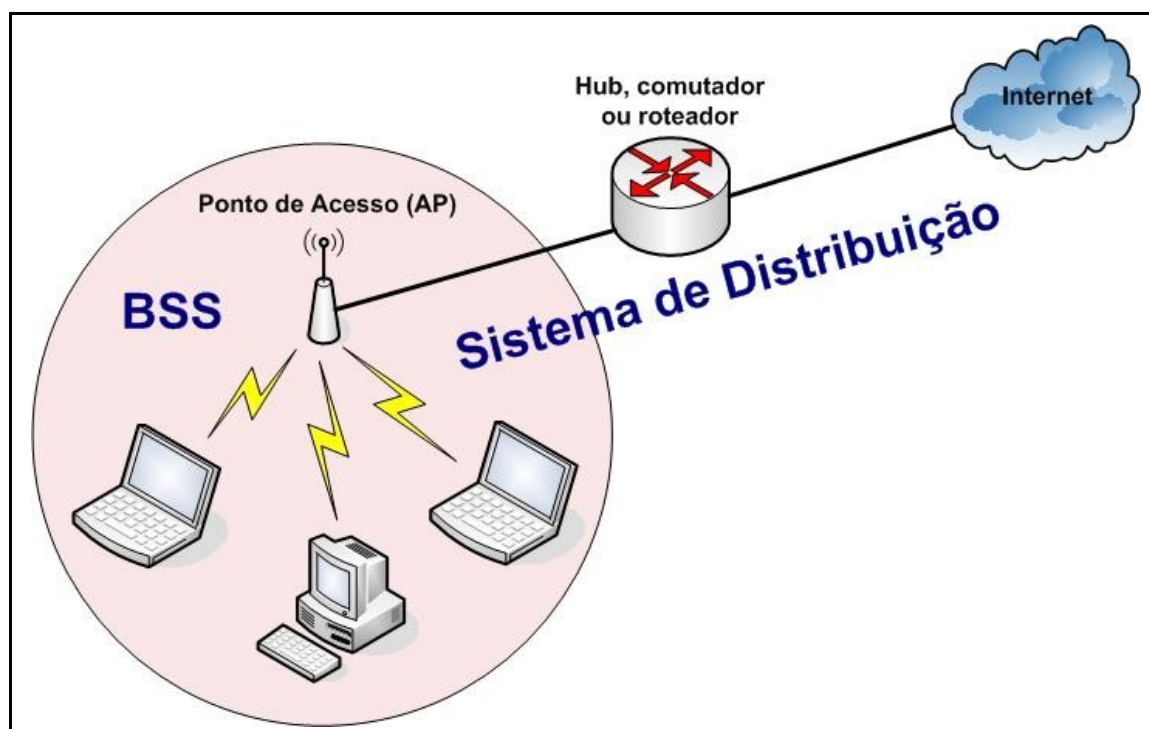 Hub, comutador
ou roteador
Internet
Ponto de Acesso (AP)
BSS
Sistema de Distribuição